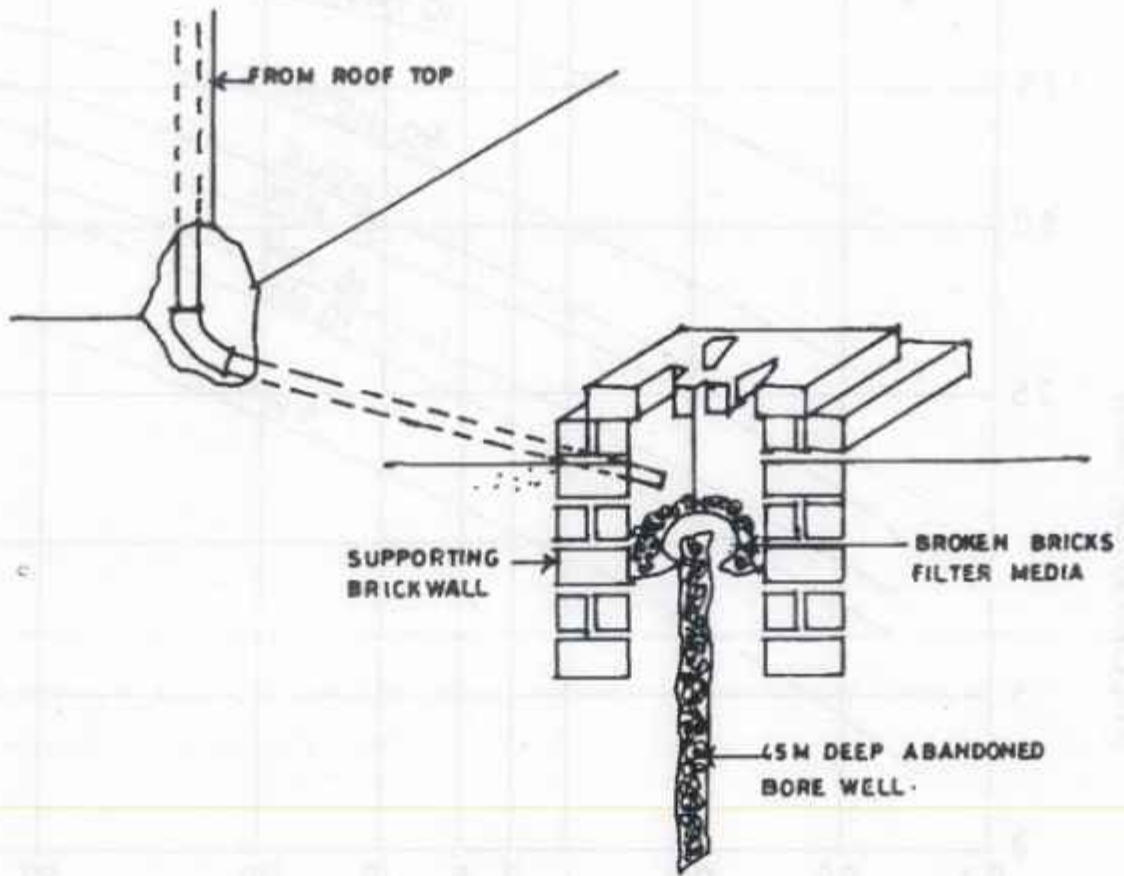 FROM ROOF TOP
SUPPORTING
BRICKWALL
BROKEN BRICKS
FILTER MEDIA
45M DEEP ABANDONED
BORE WELL.